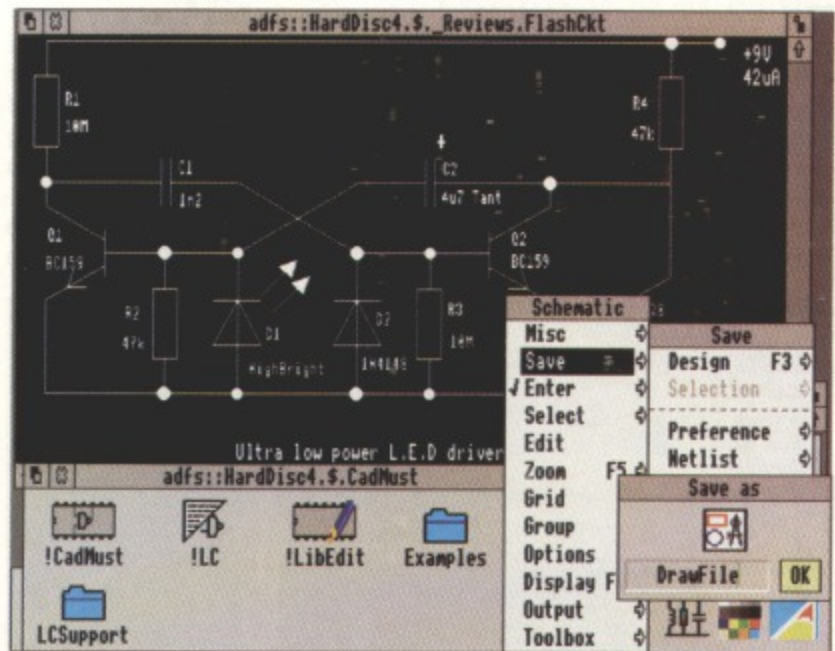 adfs::HardDisc4.$._Reviews.FlashCkt
+9V
42uA
R1
10M
R4
47k
C1
1n2
C2
4u7 Tant
Q1
BC159
Q2
BC159
R2
47k
D1
HighBright
D2
1N4148
R3
10M
Ultra low power L.E.D driver
adfs::HardDisc4.$.CadMust
!CadMust
!LC
!LibEdit
Examples
LCSupport
Schematic
Misc
Save
Enter
Select
Edit
Zoom F5
Grid
Group
Options
Display F
Output
Toolbox
Save
Design F3
Selection
Preference
Netlist
Save as
DrawFile
OK